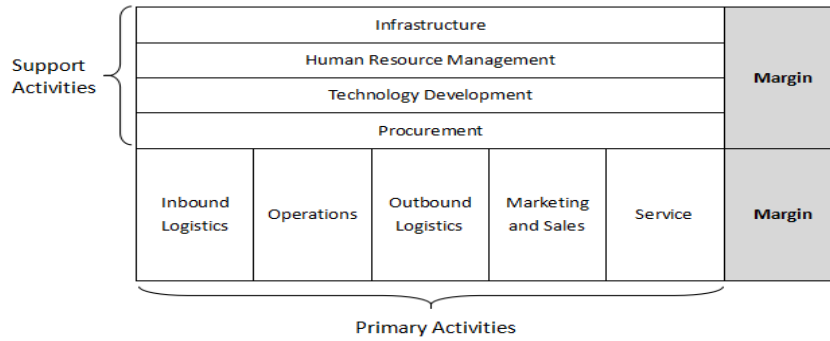 Infrastructure
Human Resource Management
Technology Development
Procurement
Support
Activities
Margin
Inbound
Logistics
Operations
Outbound
Logistics
Marketing
and Sales
Service
Margin
Primary Activities